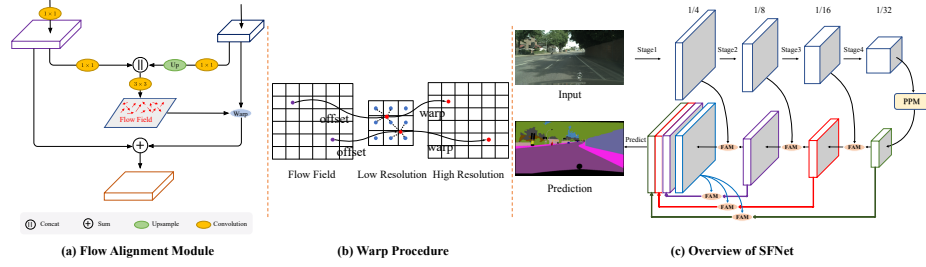 1 × 1
1 × 1
Up
1 × 1
3 × 3
Flow Field
Warp
Concat
Sum
Upsample
Convolution
(a) Flow Alignment Module
offset
warp
offset
warp
Flow Field
Low Resolution
High Resolution
(b) Warp Procedure
Input
Prediction
1/4
1/8
1/16
1/32
Stage1
Stage2
Stage3
Stage4
PPM
Predict
FAM
FAM
FAM
FAM
FAM
FAM
(c) Overview of SFNet